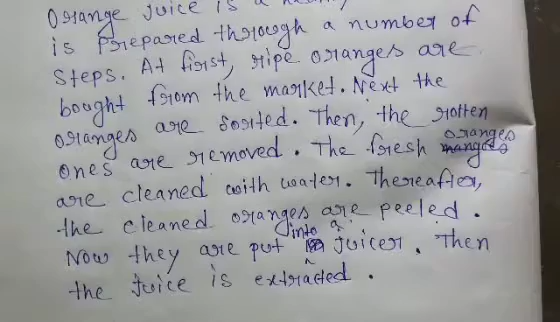 Orange juice is a
is prepared through a number of
steps. At first, ripe oranges are
bought from the market. Next the
oranges are sorted. Then, the rotten
ones are removed. The fresh oranges
are cleaned with water. Thereafter,
the cleaned oranges are peeled.
Now they are put into a juicer. Then
the juice is extracted.